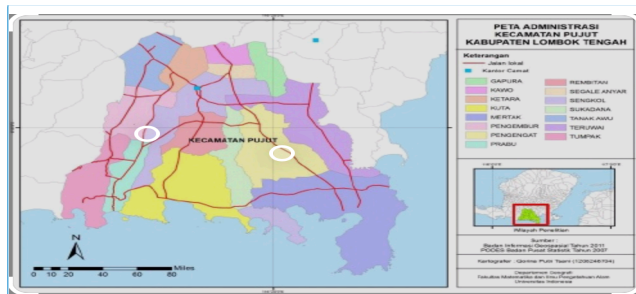 PETA ADMINISTRASI
KECAMATAN PUJUT
KABUPATEN LOMBOK TENGAH
Keterangan
Jalan lokal
Kantor Camat
GAPURA
KAWO
KETARA
KUTA
MERTAK
PENGEMBUR
PENGENGAT
PRABU
REMBITAN
SEGALE ANYAR
SENGKOL
SUKADANA
TANAK AWU
TERUWAI
TUMPAK
KECAMATAN PUJUT
N
0 10 20 40 60 80
Miles
Wilayah Penelitian
Sumber :
Badan Informasi Geospasial Tahun 2011
PODES Badan Pusat Statistik Tahun 2007
Departemen Geografi
Fakultas Matematika dan Ilmu Pengetahuan Alam
Universitas Indonesia